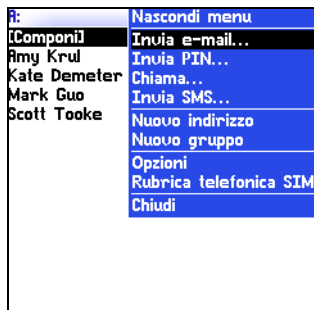 A:
[Componi]
Amy Krul
Kate Demeter
Mark Guo
Scott Tooke
Nascondi menu
Invia e-mail...
Invia PIN...
Chiama...
Invia SMS...
Nuovo indirizzo
Nuovo gruppo
Opzioni
Rubrica telefonica SIM
Chiudi